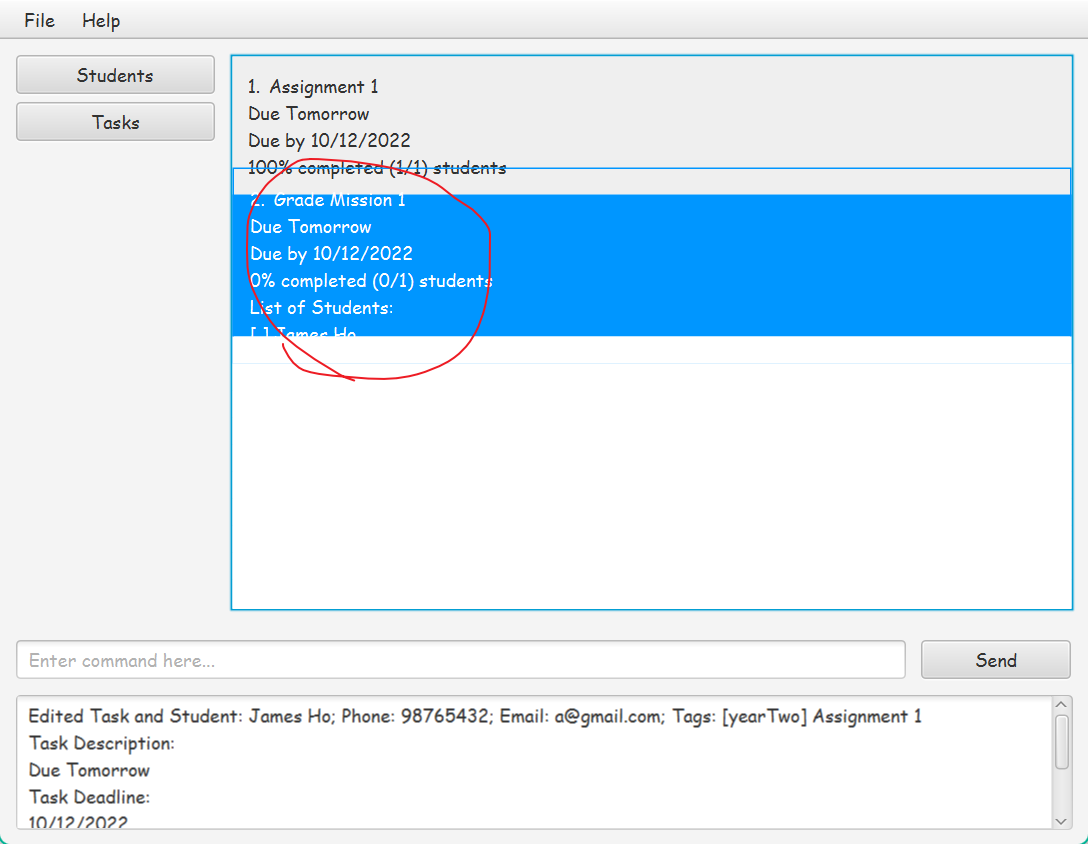 File Help
Students
Tasks
1. Assignment 1
Due Tomorrow
Due by 10/12/2022
100% completed (1/1) students
2. Grade Mission 1
Due Tomorrow
Due by 10/12/2022
0% completed (0/1) students
List of Students:
[ ] James Ho
Enter command here...
Send
Edited Task and Student: James Ho; Phone: 98765432; Email: a@gmail.com; Tags: [yearTwo] Assignment 1
Task Description:
Due Tomorrow
Task Deadline:
10/12/2022